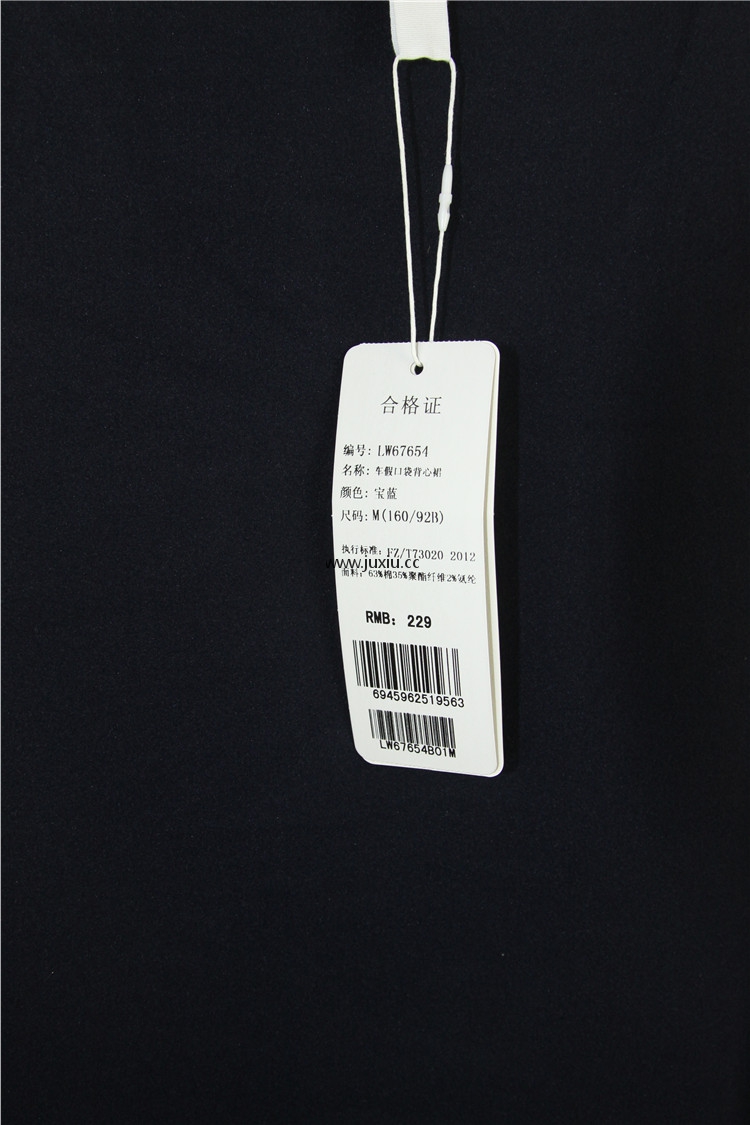 合格证
编号: LW67654
名称: 车假口袋背心裙
颜色: 宝蓝
尺码: M(160/92B)
执行标准: FZ/T73020 2012
www.juxiu.cc
面料: 63%棉35%聚酯纤维2%氨纶
RMB: 229
6945962519563
LW67654B01M